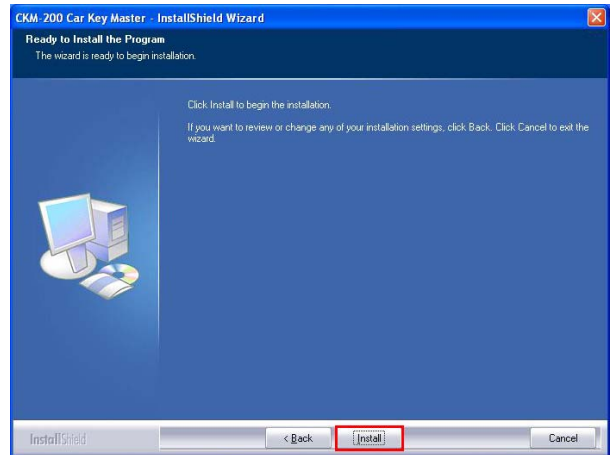 CKM-200 Car Key Master - InstallShield Wizard
Ready to Install the Program
The wizard is ready to begin installation.
Click Install to begin the installation.
If you want to review or change any of your installation settings, click Back. Click Cancel to exit the
wizard.
InstallShield
< Back
Install
Cancel